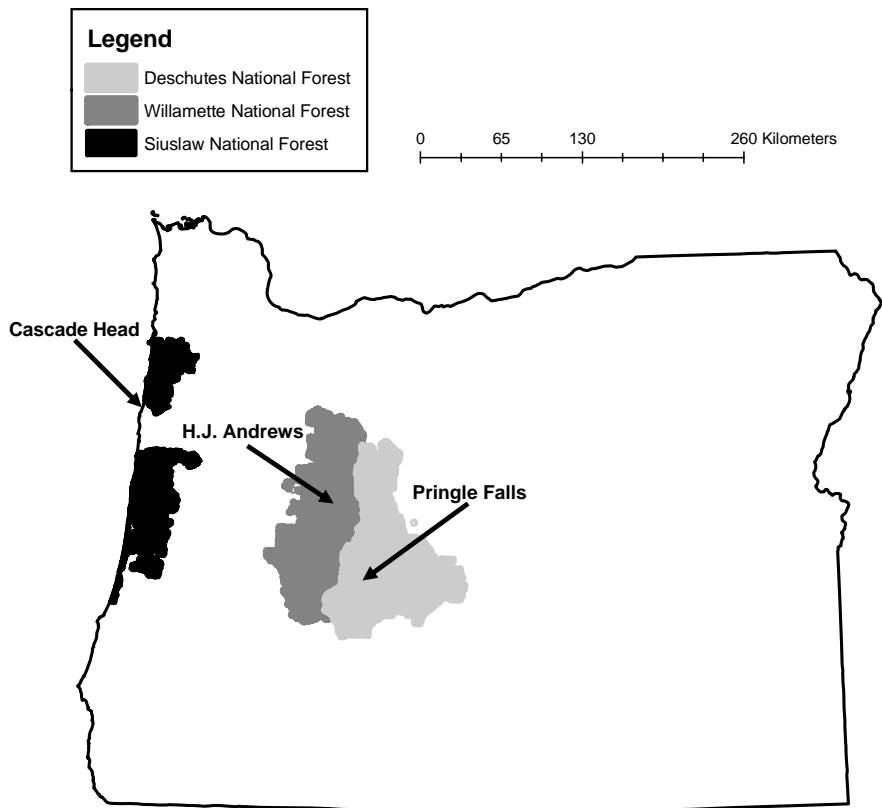 Legend
Deschutes National Forest
Willamette National Forest
Siuslaw National Forest
0 65 130 260 Kilometers
Cascade Head
H.J. Andrews
Pringle Falls